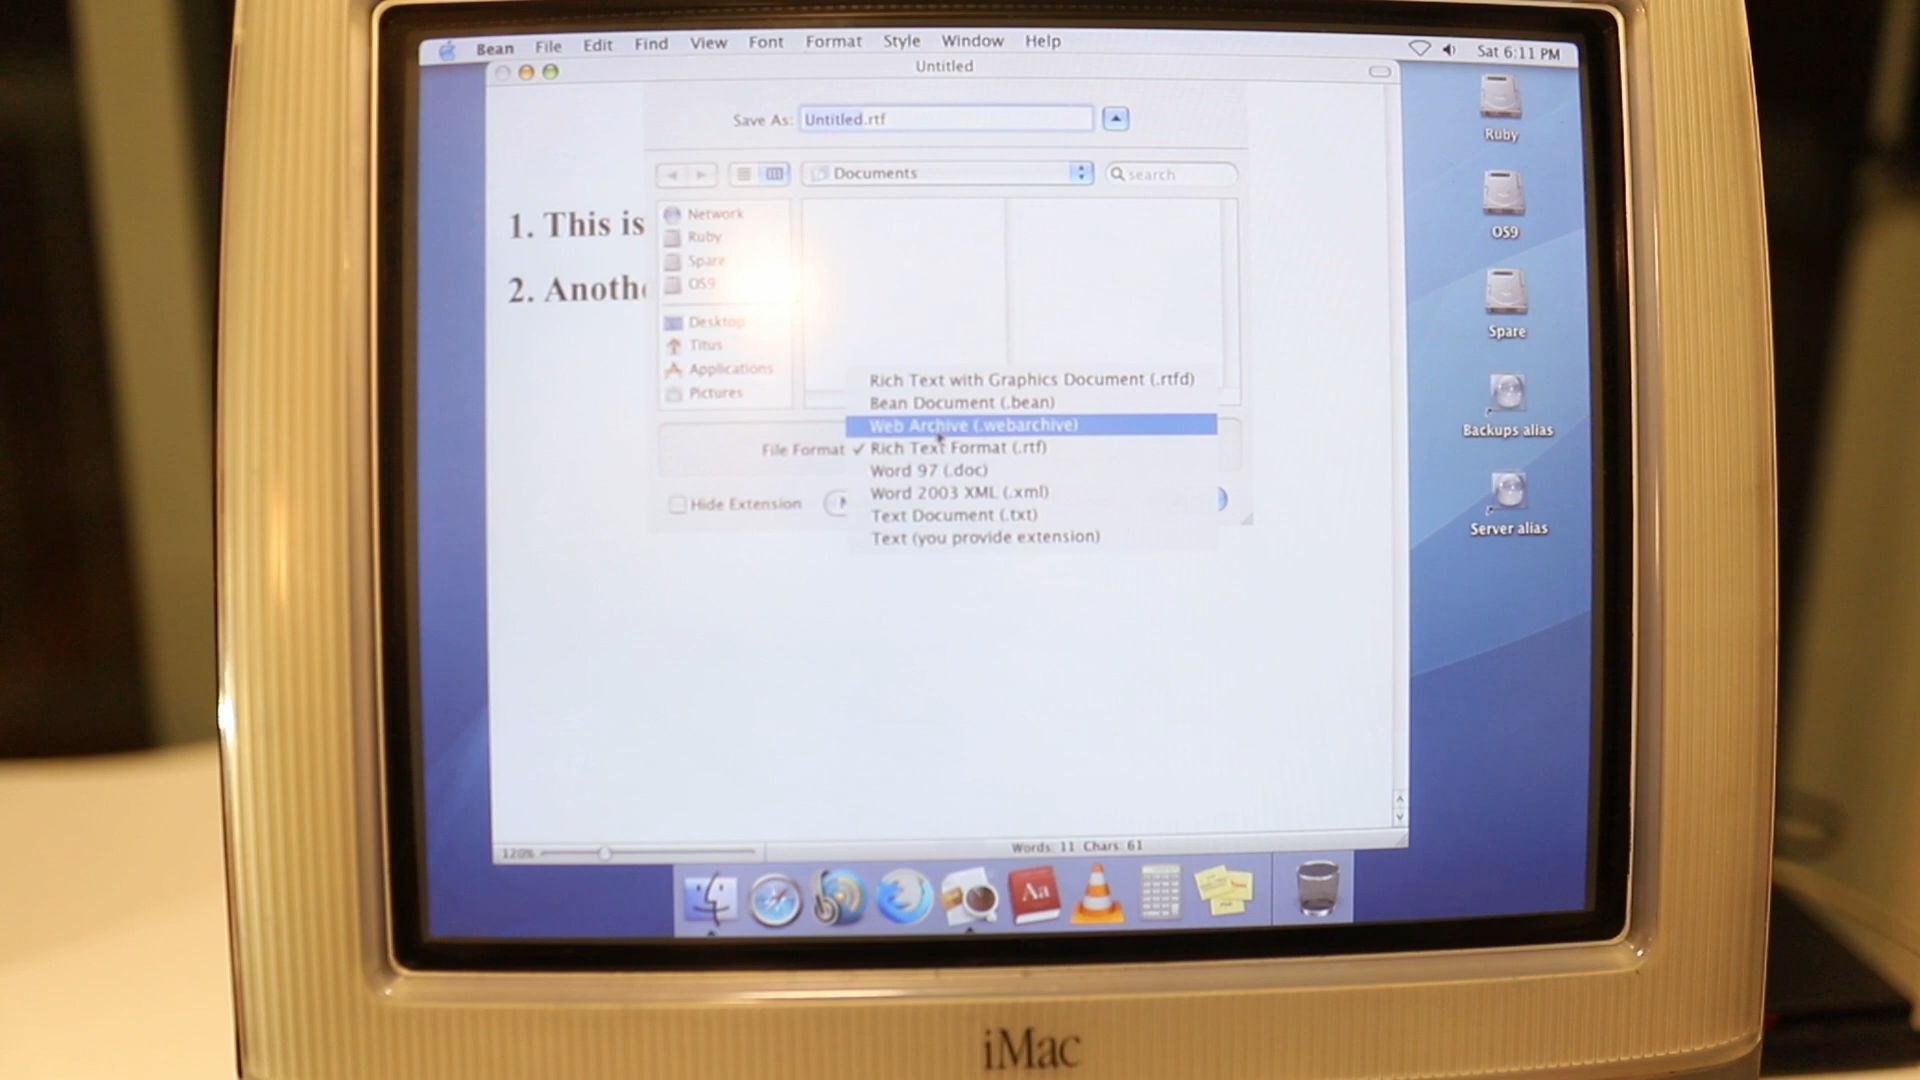 Bean File Edit Find View Font Format Style Window Help Sat 6:11 PM
Untitled
Save As: Untitled.rtf
Documents
search
1. This is
2. Anoth
Network
Ruby
Spare
OS9
Desktop
Titus
Applications
Pictures
Rich Text with Graphics Document (.rtfd)
Bean Document (.bean)
Web Archive (.webarchive)
File Format ✓ Rich Text Format (.rtf)
Word 97 (.doc)
Word 2003 XML (.xml)
Text Document (.txt)
Text (you provide extension)
Hide Extension
Ruby
OS9
Spare
Backups alias
Server alias
120%
Words: 11 Chars: 61
Aa
iMac